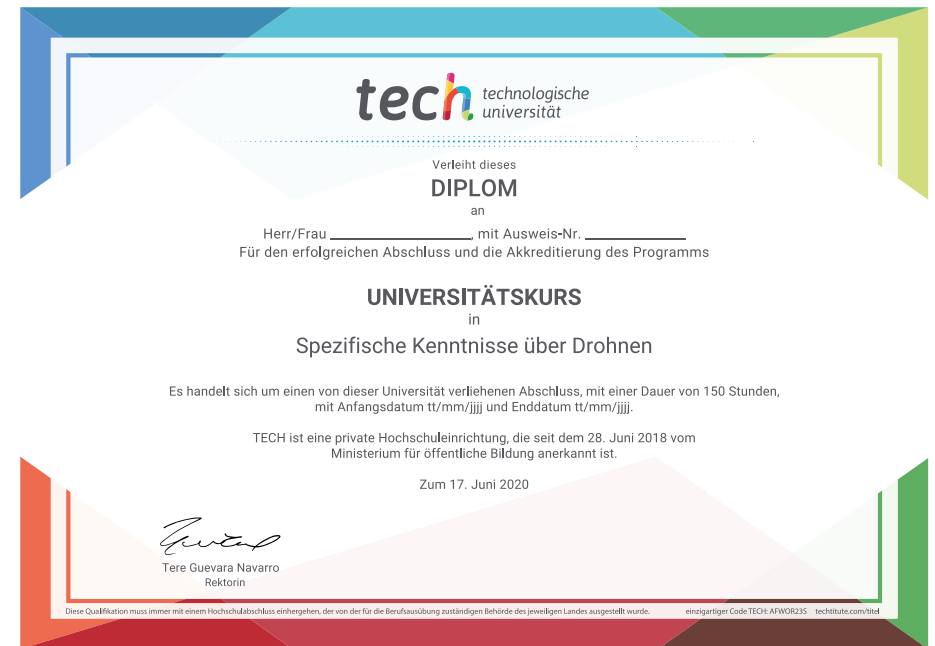 tech technologische
universität
Verleiht dieses
DIPLOM
an
Herr/Frau ____________, mit Ausweis-Nr. ____________
Für den erfolgreichen Abschluss und die Akkreditierung des Programms
UNIVERSITÄTSKURS
in
Spezifische Kenntnisse über Drohnen
Es handelt sich um einen von dieser Universität verliehenen Abschluss, mit einer Dauer von 150 Stunden,
mit Anfangsdatum tt/mm/jjjj und Enddatum tt/mm/jjjj.
TECH ist eine private Hochschuleinrichtung, die seit dem 28. Juni 2018 vom
Ministerium für öffentliche Bildung anerkannt ist.
Zum 17. Juni 2020
Tere Guevara Navarro
Rektorin
Diese Qualifikation muss immer mit einem Hochschulabschluss einhergehen, der von der für die Berufsausübung zuständigen Behörde des jeweiligen Landes ausgestellt wurde. einzigartiger Code TECH: AFWOR23S techtitute.com/titel